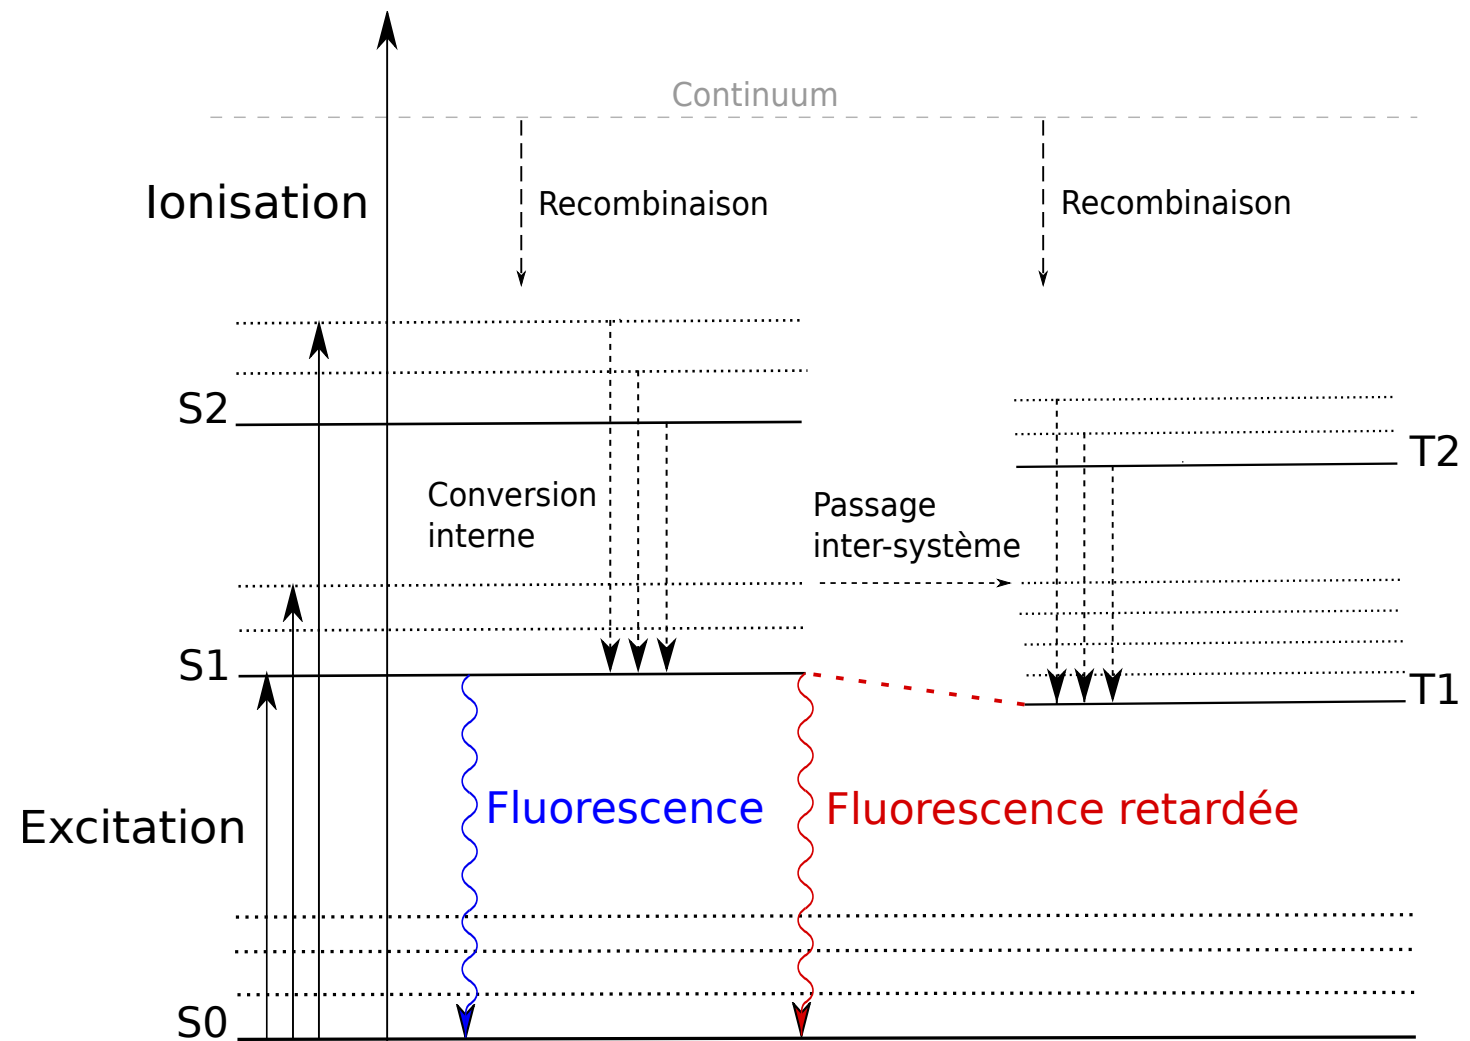 Continuum
Ionisation
Recombinaison
Recombinaison
S2
T2
Conversion
interne
Passage
inter-système
S1
T1
Excitation
Fluorescence
Fluorescence retardée
S0